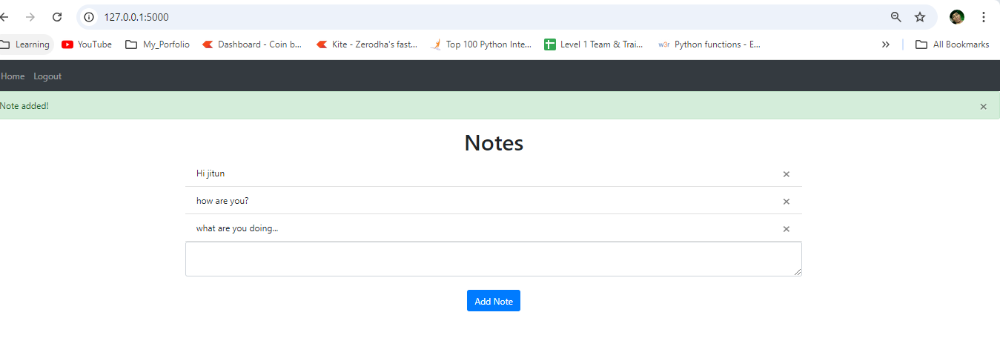 127.0.0.1:5000
Learning YouTube My_Porfolio Dashboard - Coin b... Kite - Zerodha's fast... Top 100 Python Inte... Level 1 Team & Trai... w3r Python functions - E... All Bookmarks
Home Logout
Note added! ×
Notes
Hi jitun ×
how are you? ×
what are you doing... ×
Add Note